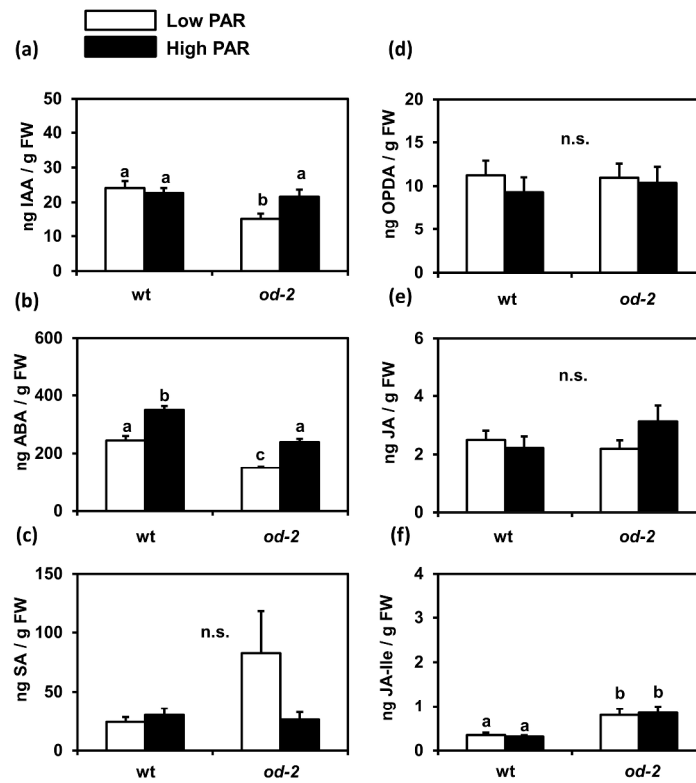 Low PAR
High PAR
(a)
50
40
30
20
10
0
ng IAA / g FW
a
a
b
a
wt
od-2
(b)
600
400
200
0
ng ABA / g FW
a
b
c
a
wt
od-2
(c)
150
100
50
0
ng SA / g FW
n.s.
wt
od-2
(d)
20
15
10
5
0
ng OPDA / g FW
n.s.
wt
od-2
(e)
6
4
2
0
ng JA / g FW
n.s.
wt
od-2
(f)
4
3
2
1
0
ng JA-Ile / g FW
a
a
b
b
wt
od-2